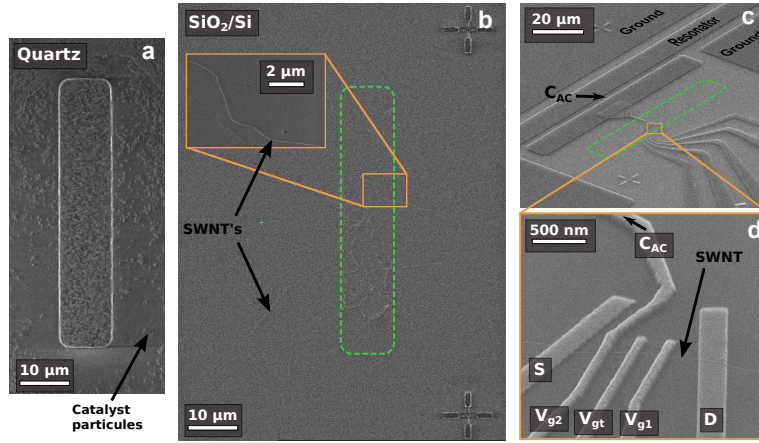 Quartz
a
10 µm
Catalyst
particules
SiO2/Si
b
2 µm
SWNT's
10 µm
20 µm
c
Ground
Resonator
Ground
CAC
500 nm
d
CAC
SWNT
S
Vg2
Vgt
Vg1
D